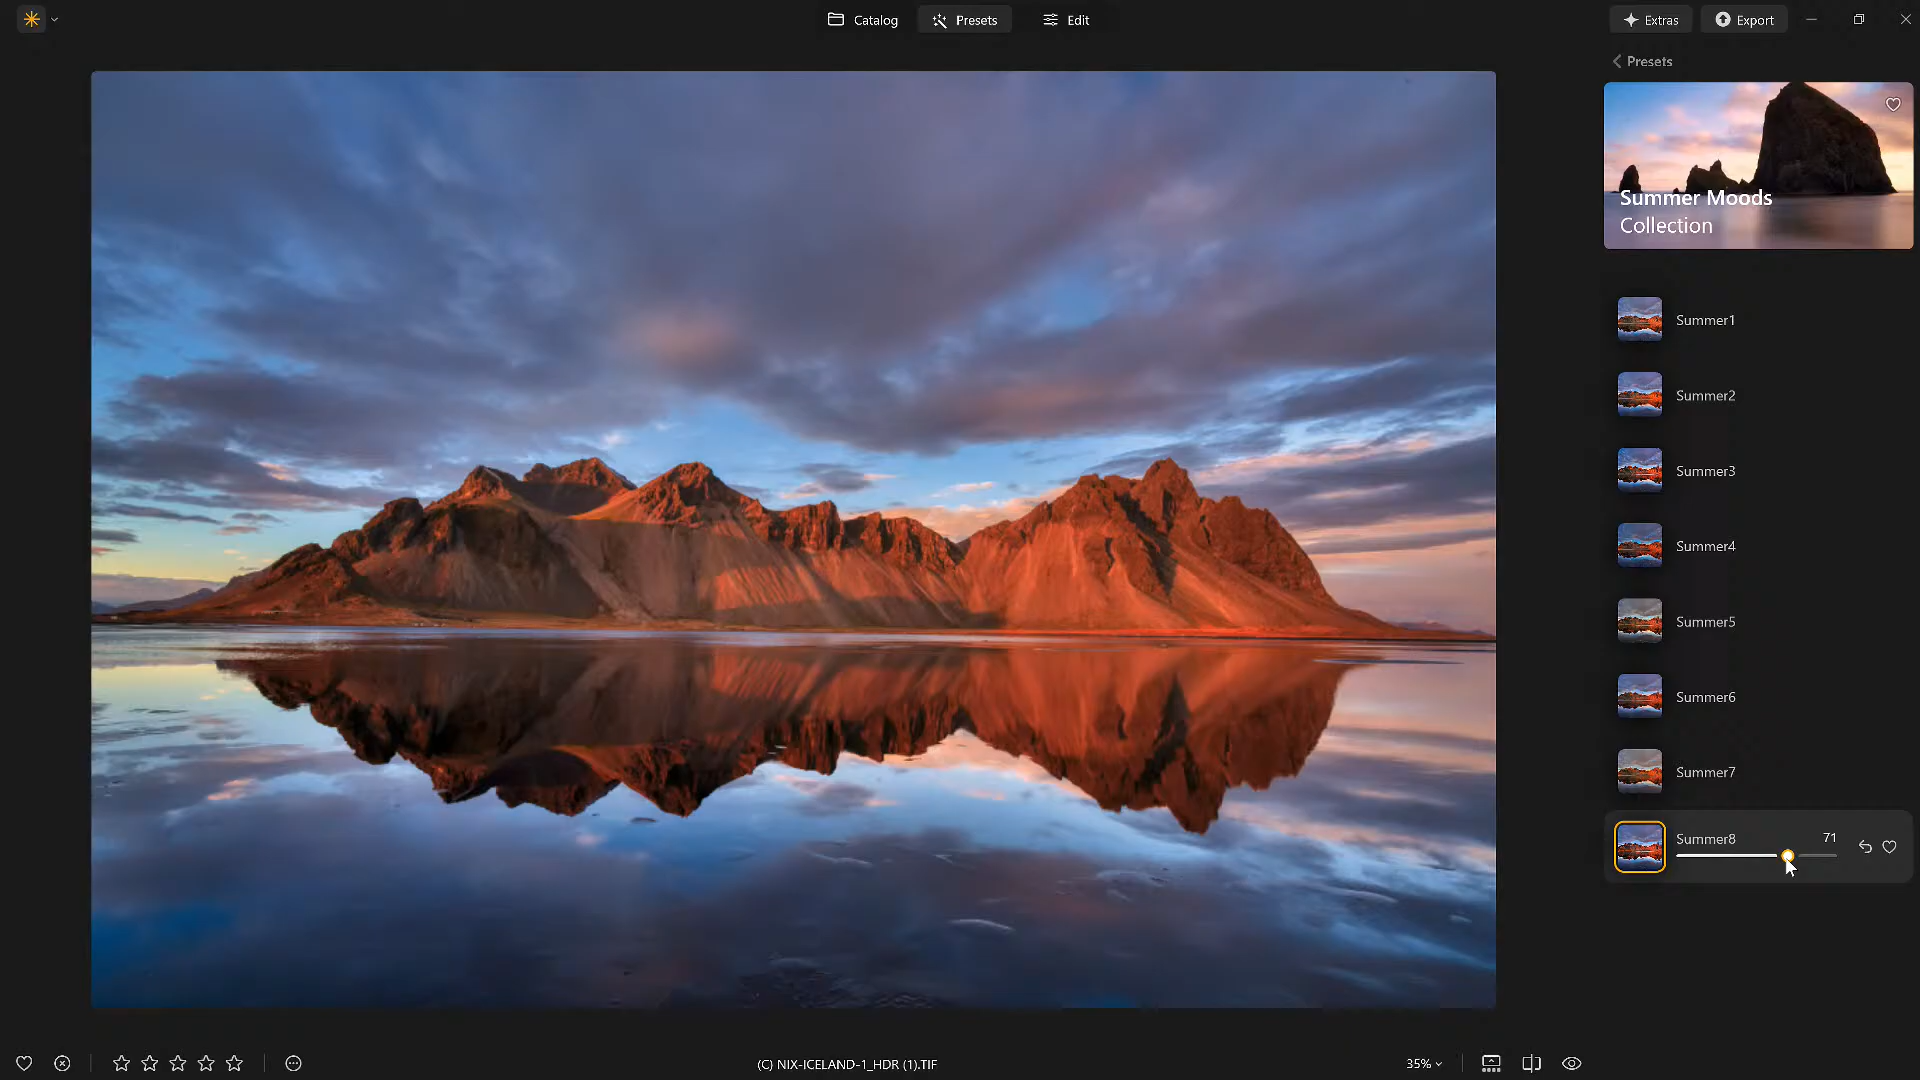 Catalog
Presets
Edit
Extras
Export
Presets
Summer Moods
Collection
Summer1
Summer2
Summer3
Summer4
Summer5
Summer6
Summer7
Summer8
71
(C) NIX-ICELAND-1_HDR (1).TIF
35%